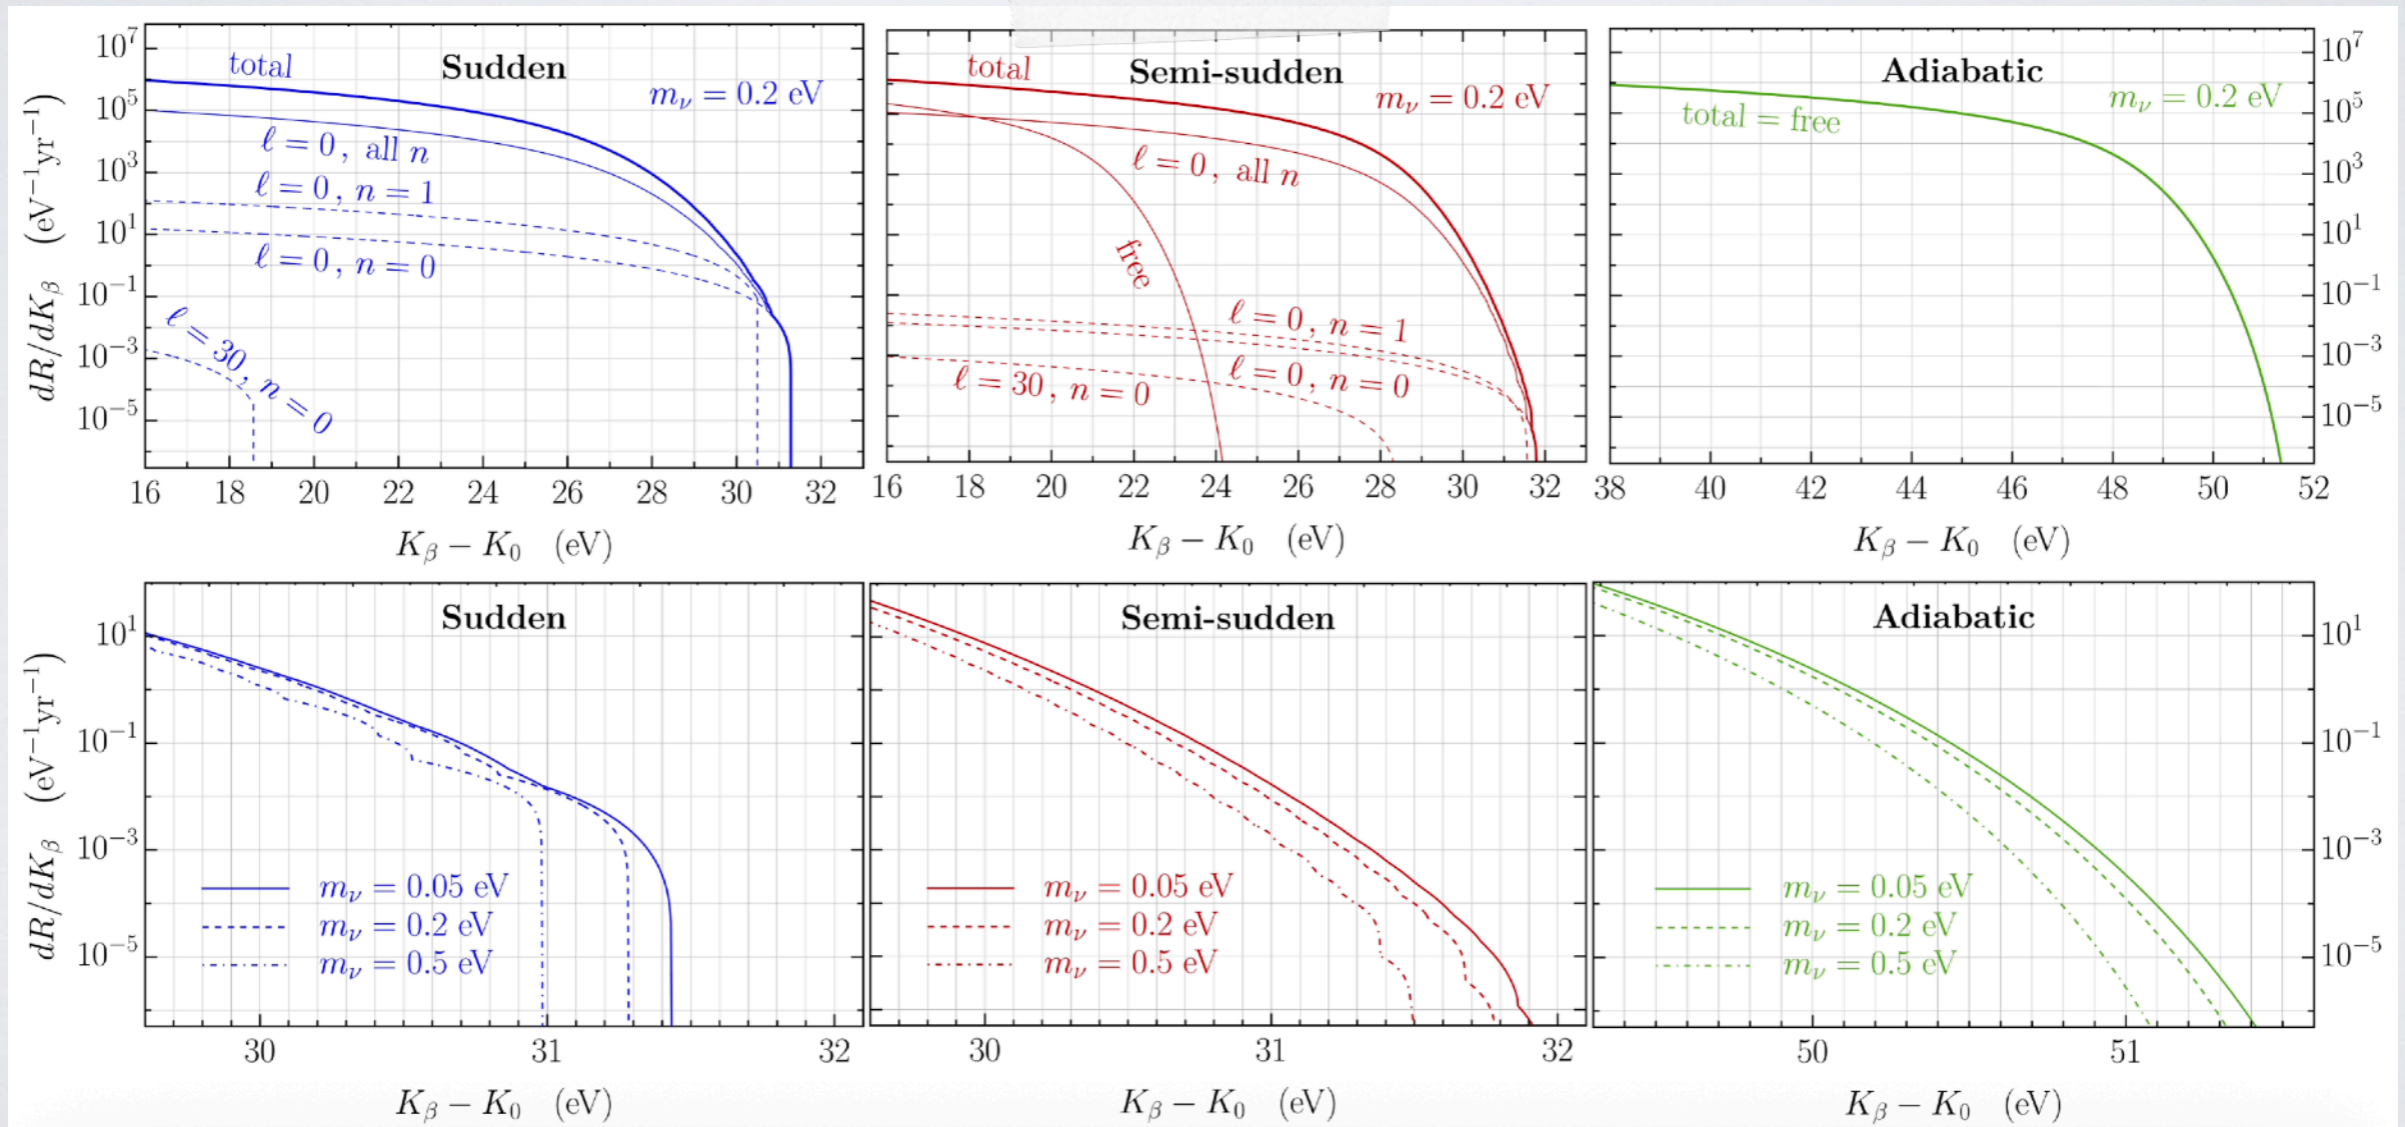 Sudden
total
m_ν = 0.2 eV
ℓ = 0, all n
ℓ = 0, n = 1
ℓ = 0, n = 0
ℓ = 30, n = 0
10^7
10^5
10^3
10^1
10^−1
10^−3
10^−5
dR/dK_β (eV^−1yr^−1)
16 18 20 22 24 26 28 30 32
K_β − K_0 (eV)
Semi-sudden
total
m_ν = 0.2 eV
ℓ = 0, all n
free
ℓ = 0, n = 1
ℓ = 0, n = 0
ℓ = 30, n = 0
16 18 20 22 24 26 28 30 32
K_β − K_0 (eV)
Adiabatic
m_ν = 0.2 eV
total = free
10^7
10^5
10^3
10^1
10^−1
10^−3
10^−5
38 40 42 44 46 48 50 52
K_β − K_0 (eV)
Sudden
10^1
10^−1
10^−3
10^−5
dR/dK_β (eV^−1yr^−1)
m_ν = 0.05 eV
m_ν = 0.2 eV
m_ν = 0.5 eV
30 31 32
K_β − K_0 (eV)
Semi-sudden
m_ν = 0.05 eV
m_ν = 0.2 eV
m_ν = 0.5 eV
30 31 32
K_β − K_0 (eV)
Adiabatic
m_ν = 0.05 eV
m_ν = 0.2 eV
m_ν = 0.5 eV
10^1
10^−1
10^−3
10^−5
50 51
K_β − K_0 (eV)